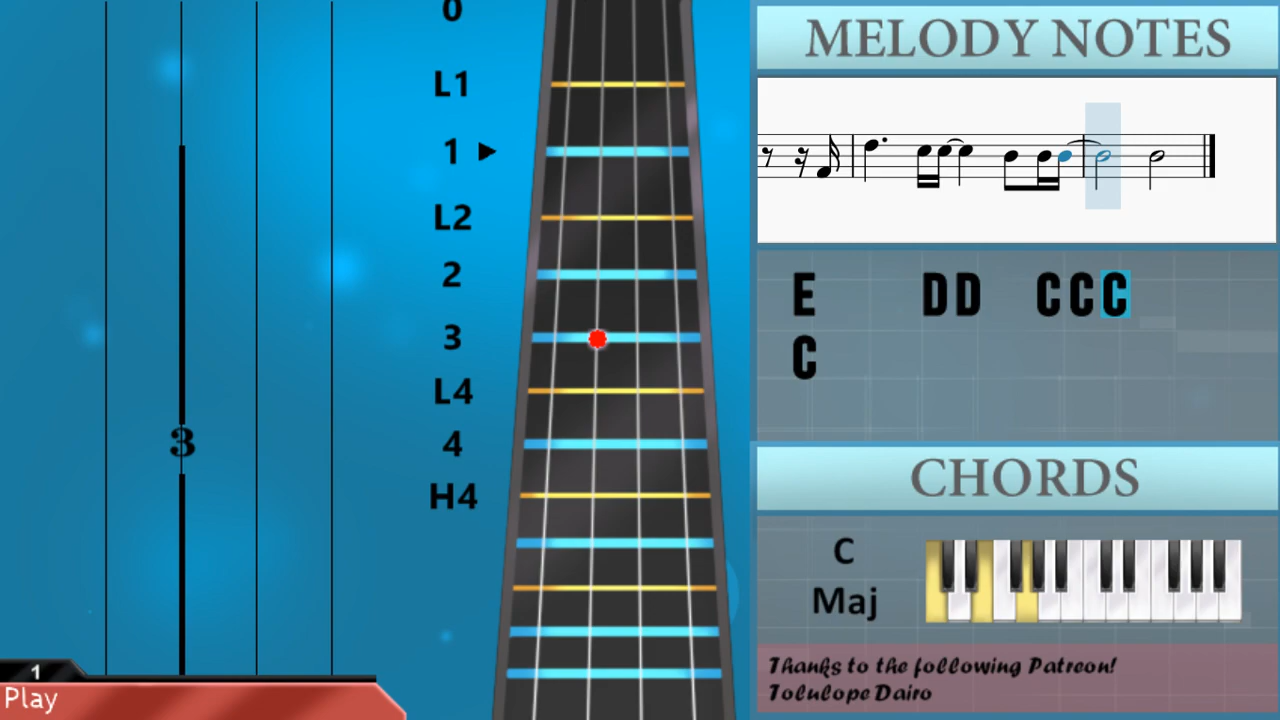 0
L1
1
L2
2
3
L4
4
H4
3
1
Play
MELODY NOTES
E DD CCC
C
CHORDS
C
Maj
Thanks to the following Patreon!
Tolulope Dairo